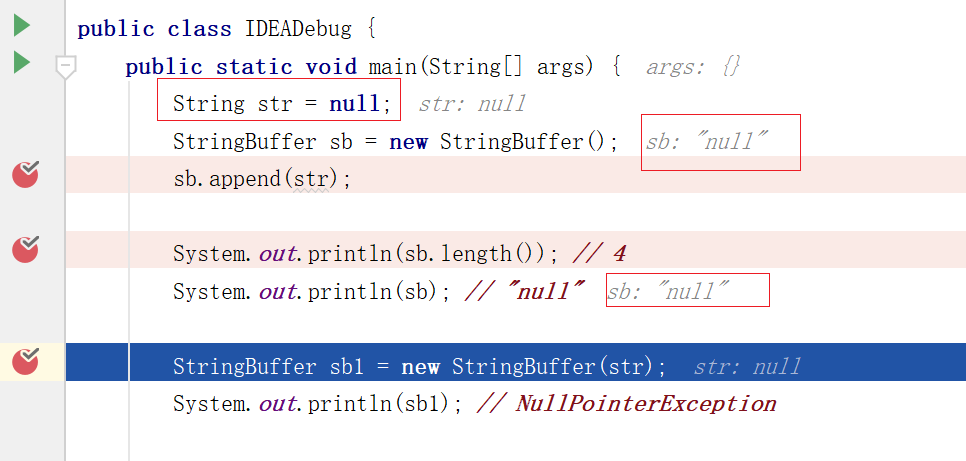 public class IDEADebug {
public static void main(String[] args) { args: {}
String str = null; str: null
StringBuffer sb = new StringBuffer(); sb: "null"
sb.append(str);
System.out.println(sb.length()); // 4
System.out.println(sb); // "null" sb: "null"
StringBuffer sb1 = new StringBuffer(str); str: null
System.out.println(sb1); // NullPointerException